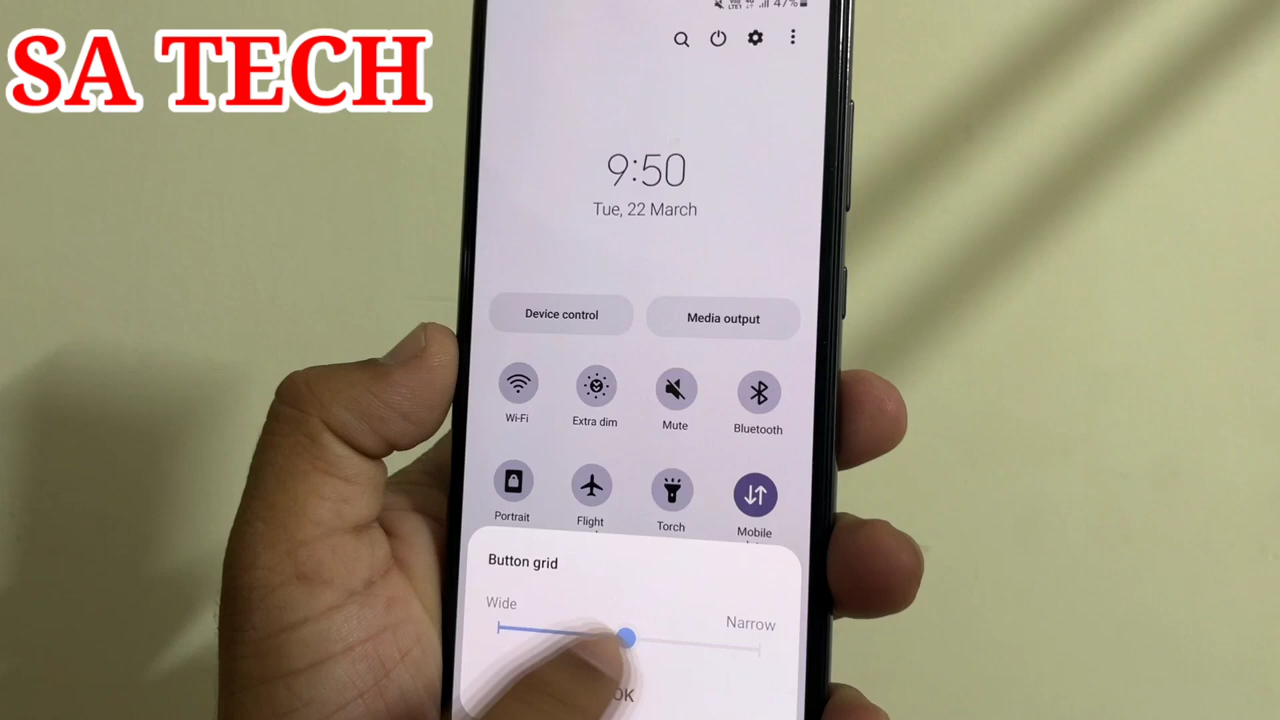 SA TECH
47%
9:50
Tue, 22 March
Device control
Media output
Wi-Fi
Extra dim
Mute
Bluetooth
Portrait
Flight
Torch
Mobile
Button grid
Wide
Narrow
OK